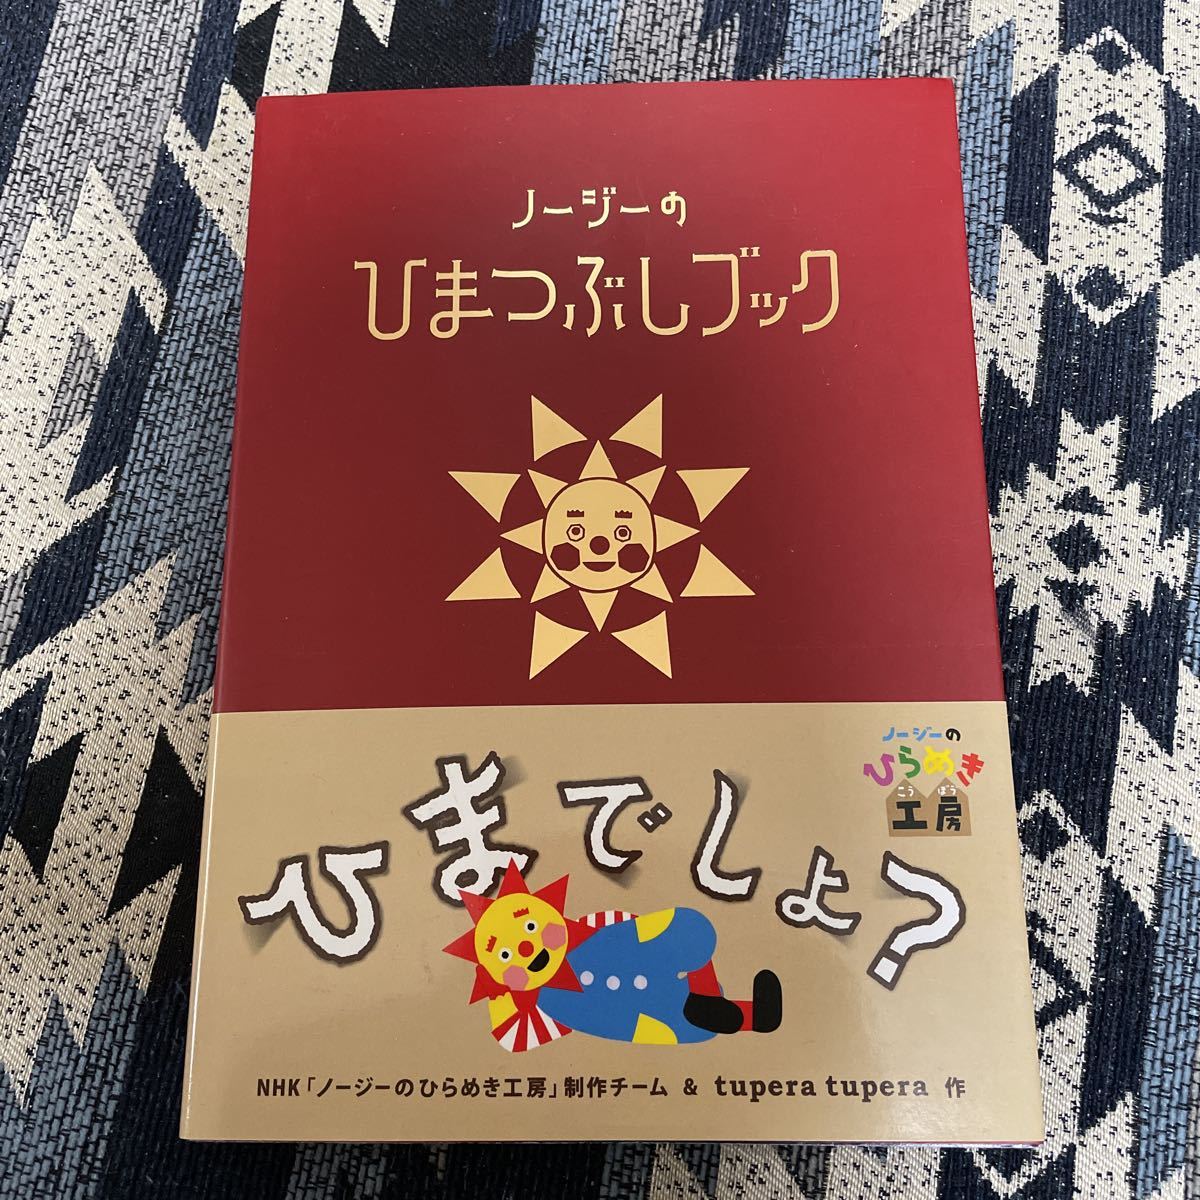 ノージーの
ひまつぶしブック
ノージーの
ひらめき
こう ぼう
工房
ひまでしょ?
NHK「ノージーのひらめき工房」制作チーム & tupera tupera 作